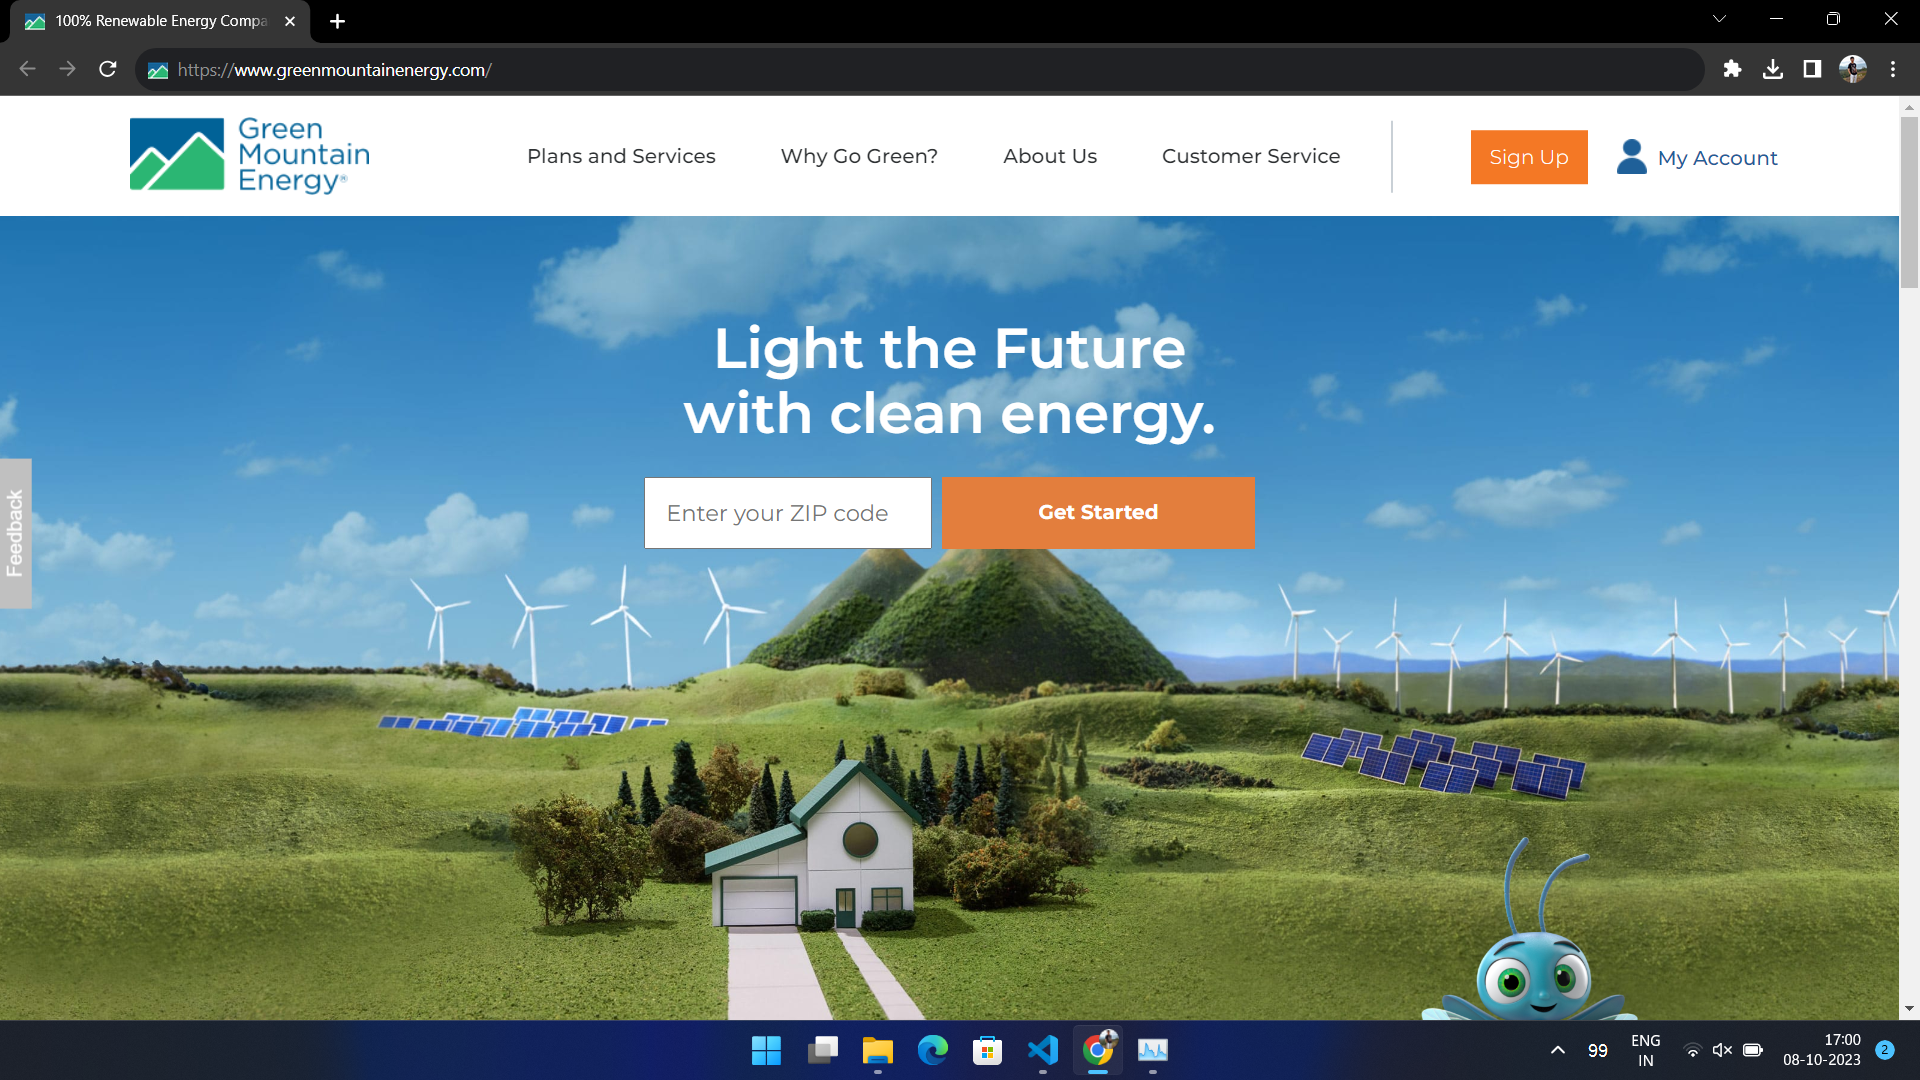 100% Renewable Energy Compa
https://www.greenmountainenergy.com/
Green
Mountain
Energy®
Plans and Services
Why Go Green?
About Us
Customer Service
Sign Up
My Account
Light the Future
with clean energy.
Enter your ZIP code
Get Started
Feedback
99
ENG
IN
17:00
08-10-2023
2